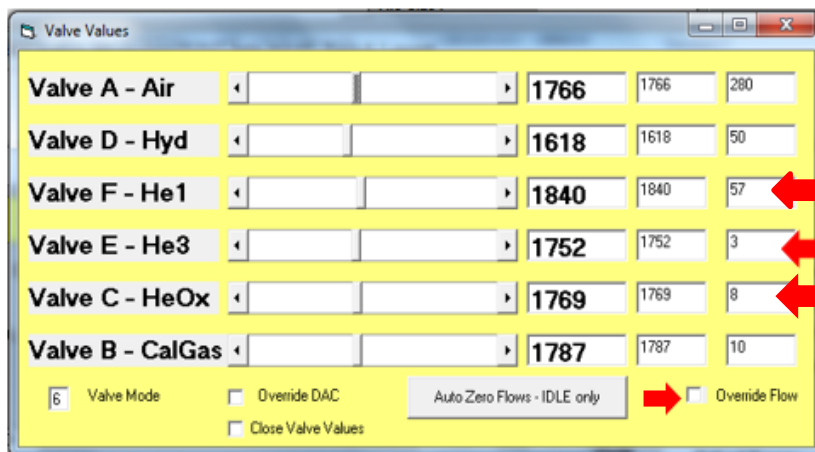 Valve Values
Valve A - Air 1766 1766 280
Valve D - Hyd 1618 1618 50
Valve F - He1 1840 1840 57
Valve E - He3 1752 1752 3
Valve C - HeOx 1769 1769 8
Valve B - CalGas 1787 1787 10
6 Valve Mode Override DAC Auto Zero Flows - IDLE only Override Flow
Close Valve Values